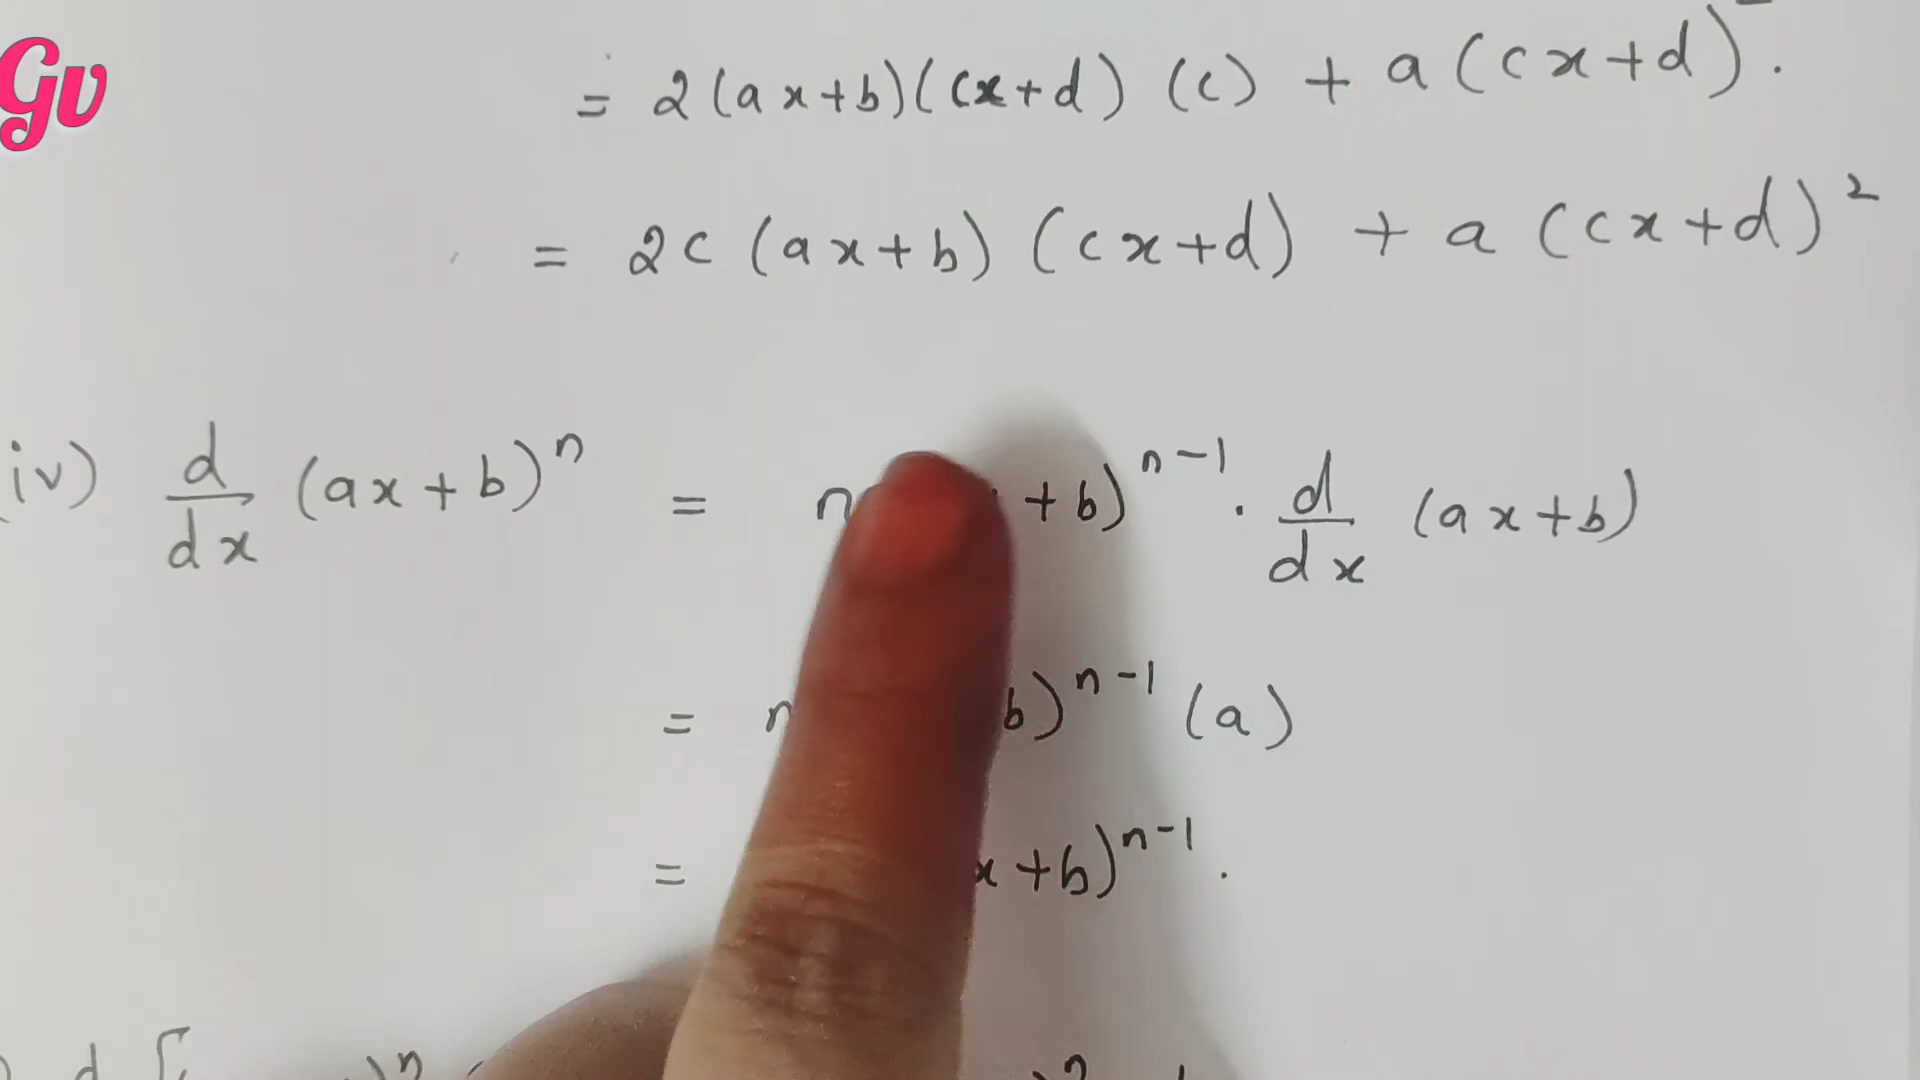 Gv
= 2(ax+b)(cx+d) (c) + a(cx+d)
= 2c (ax+b) (cx+d) + a (cx+d)²
(iv) d/dx (ax+b)ⁿ = n +b)ⁿ⁻¹ . d/dx (ax+b)
= n b)ⁿ⁻¹ (a)
= x+b)ⁿ⁻¹.